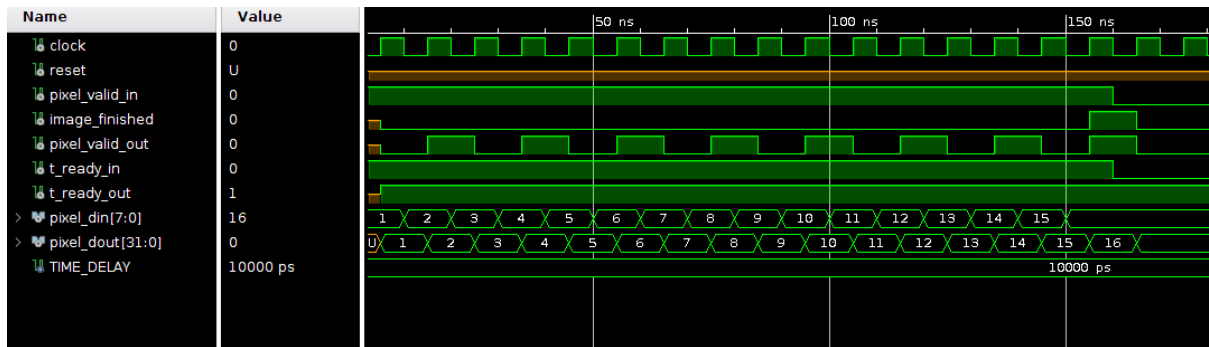 Name Value
50 ns 100 ns 150 ns
clock 0
reset U
pixel_valid_in 0
image_finished 0
pixel_valid_out 0
t_ready_in 0
t_ready_out 1
pixel_din[7:0] 16 1 2 3 4 5 6 7 8 9 10 11 12 13 14 15
pixel_dout[31:0] 0 U 1 2 3 4 5 6 7 8 9 10 11 12 13 14 15 16
TIME_DELAY 10000 ps 10000 ps